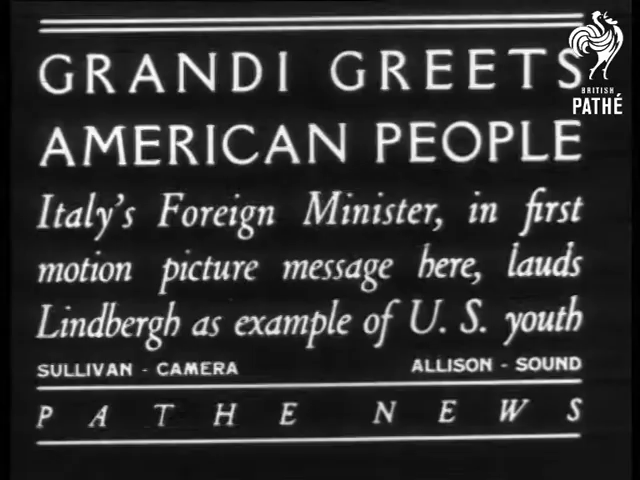 GRANDI GREETS
AMERICAN PEOPLE
Italy's Foreign Minister, in first
motion picture message here, lauds
Lindbergh as example of U. S. youth
SULLIVAN - CAMERA ALLISON - SOUND
PATHE NEWS
BRITISH
PATHÉ